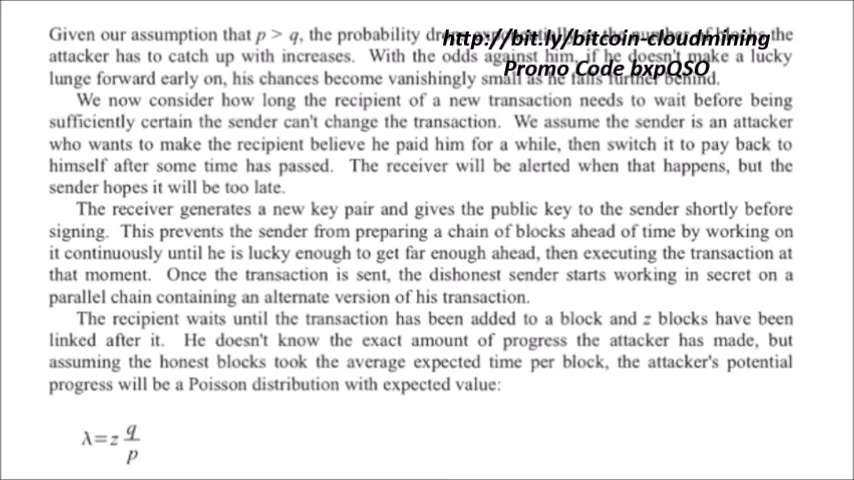 Given our assumption that p > q, the probability the
http://bit.ly/bitcoin-cloudmining
attacker has to catch up with increases. With the odds against him, if he doesn't make a lucky
Promo Code bxpQSO
lunge forward early on, his chances become vanishingly small as he falls further behind.
We now consider how long the recipient of a new transaction needs to wait before being
sufficiently certain the sender can't change the transaction. We assume the sender is an attacker
who wants to make the recipient believe he paid him for a while, then switch it to pay back to
himself after some time has passed. The receiver will be alerted when that happens, but the
sender hopes it will be too late.
The receiver generates a new key pair and gives the public key to the sender shortly before
signing. This prevents the sender from preparing a chain of blocks ahead of time by working on
it continuously until he is lucky enough to get far enough ahead, then executing the transaction at
that moment. Once the transaction is sent, the dishonest sender starts working in secret on a
parallel chain containing an alternate version of his transaction.
The recipient waits until the transaction has been added to a block and z blocks have been
linked after it. He doesn't know the exact amount of progress the attacker has made, but
assuming the honest blocks took the average expected time per block, the attacker's potential
progress will be a Poisson distribution with expected value:
λ=z q/p